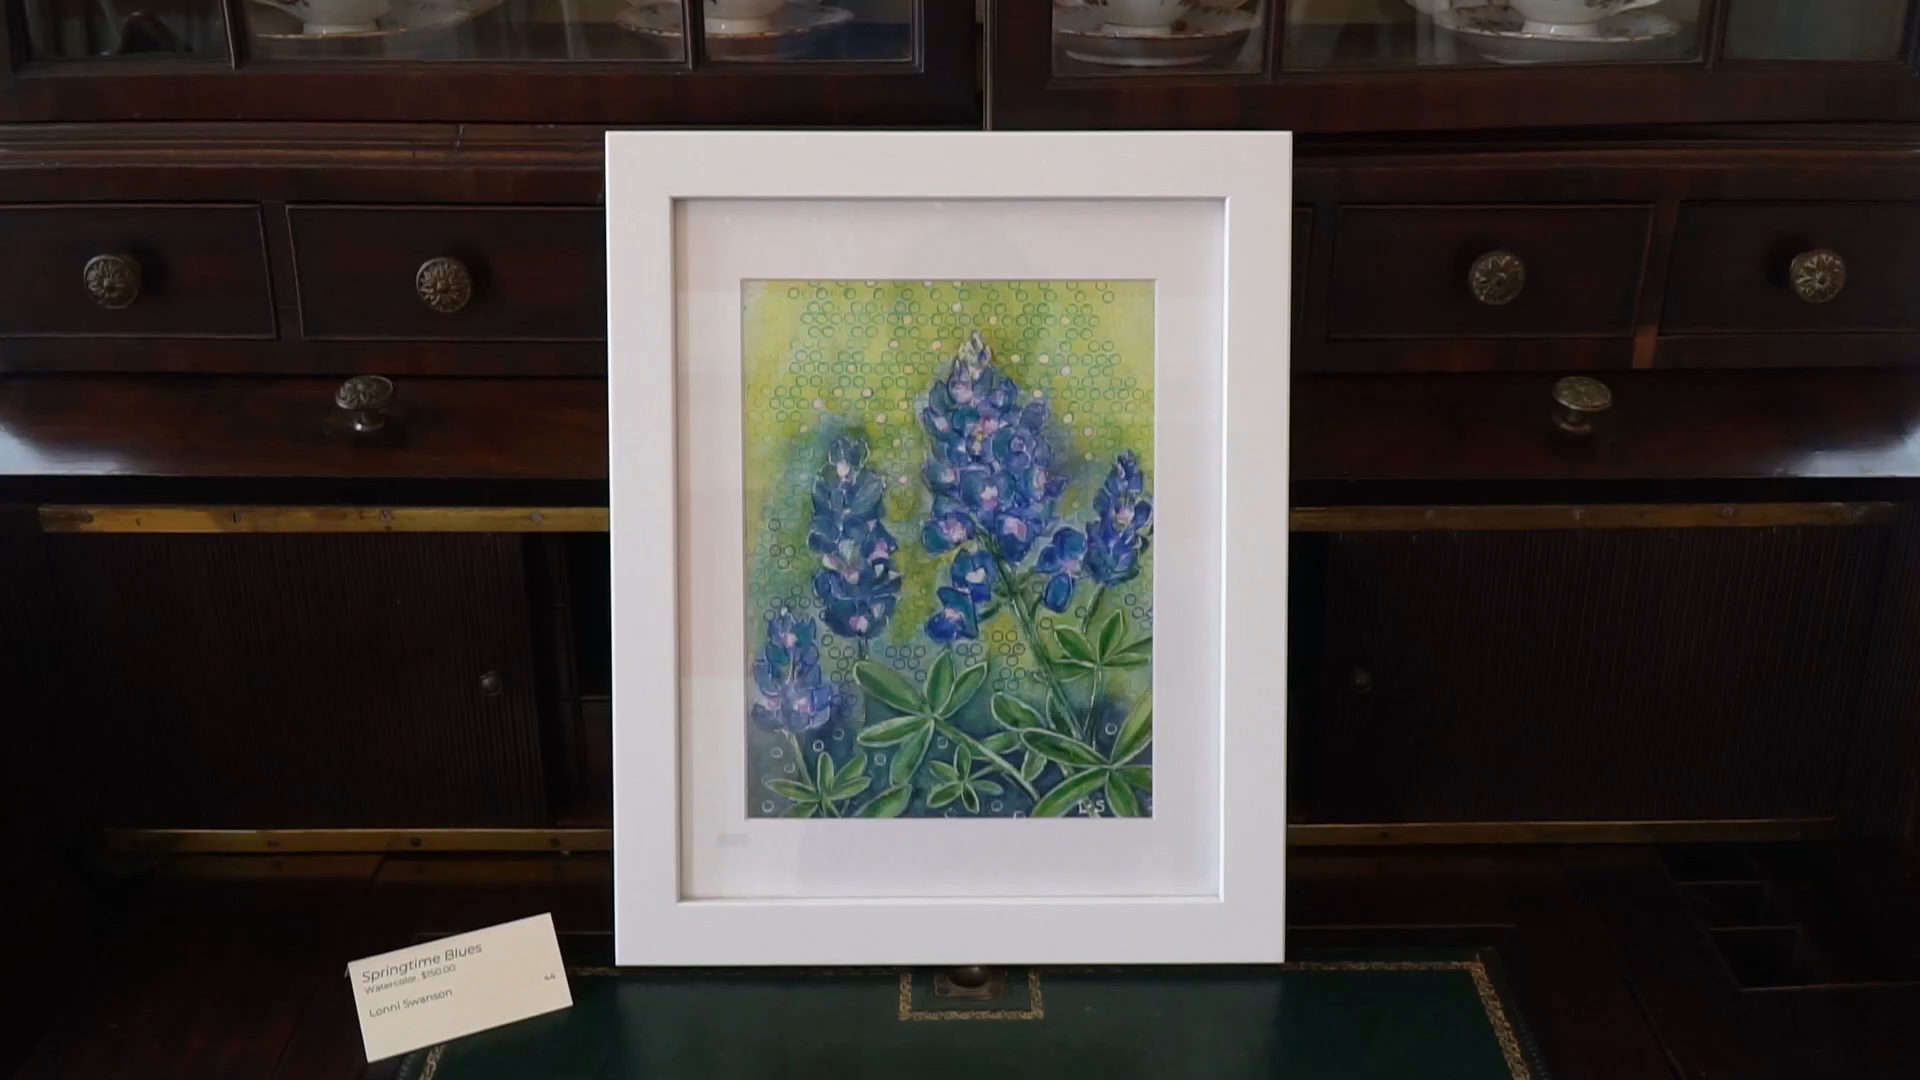 L S
Springtime Blues
Watercolor, $150.00
44
Lonni Swanson